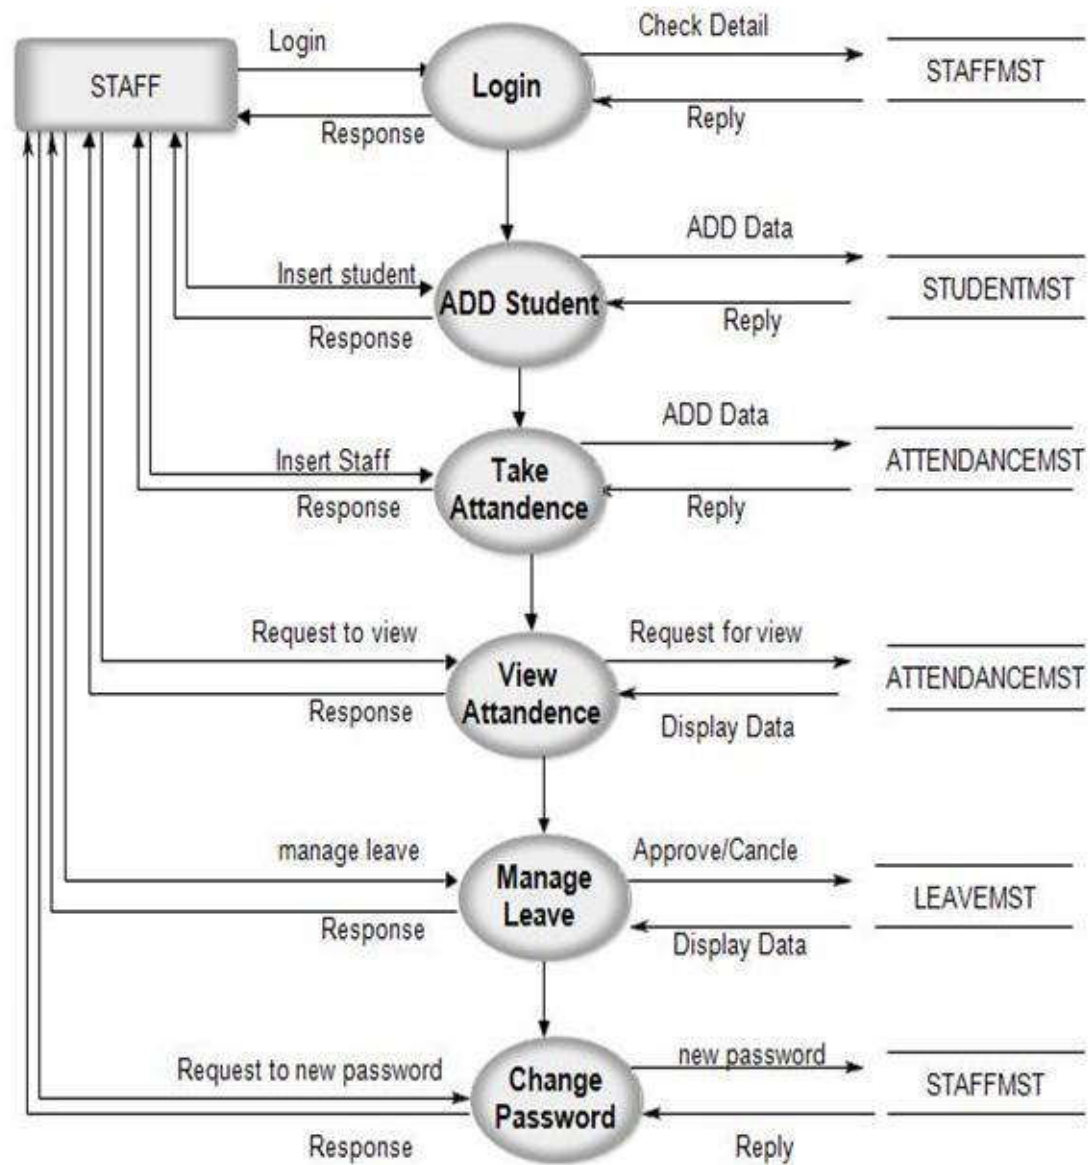 Login
Check Detail
STAFF
Login
STAFFMST
Response
Reply
ADD Data
Insert student
ADD Student
STUDENTMST
Response
Reply
ADD Data
Insert Staff
Take
Attandence
ATTENDANCEMST
Response
Reply
Request to view
Request for view
View
Attandence
ATTENDANCEMST
Response
Display Data
manage leave
Approve/Cancle
Manage
Leave
LEAVEMST
Response
Display Data
Request to new password
new password
Change
Password
STAFFMST
Response
Reply